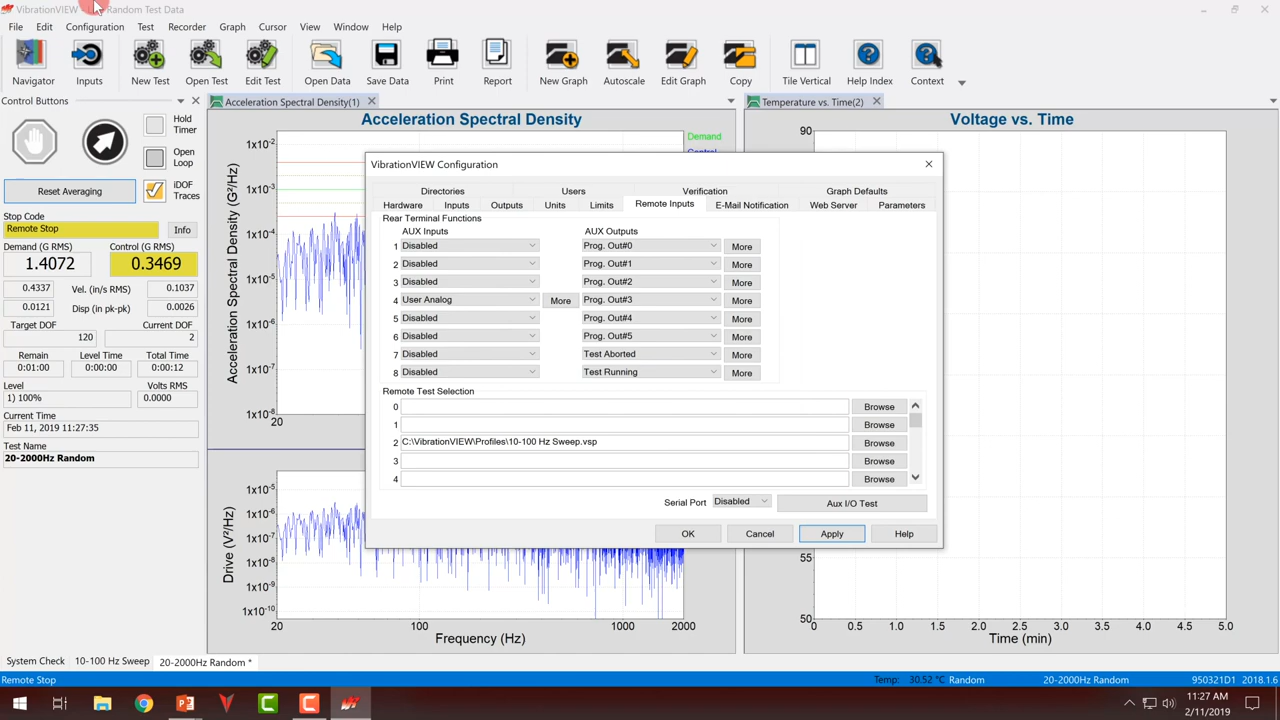 VibrationVIEW - Random Test Data
File Edit Configuration Test Recorder Graph Cursor View Window Help
Navigator Inputs New Test Open Test Edit Test Open Data Save Data Print Report New Graph Autoscale Edit Graph Copy Tile Vertical Help Index Context
Control Buttons
Hold Timer
Open Loop
Reset Averaging
iDOF Traces
Stop Code
Remote Stop Info
Demand (G RMS) Control (G RMS)
1.4072 0.3469
0.4337 Vel. (in/s RMS) 0.1037
0.0121 Disp (in pk-pk) 0.0026
Target DOF Current DOF
120 2
Remain Level Time Total Time
0:01:00 0:00:00 0:00:12
Level Volts RMS
1) 100% 0.0000
Current Time
Feb 11, 2019 11:27:35
Test Name
20-2000Hz Random
System Check 10-100 Hz Sweep 20-2000Hz Random *
Acceleration Spectral Density(1)
Acceleration Spectral Density
Demand
Acceleration Spectral Density (G²/Hz)
1x10⁻²
1x10⁻³
1x10⁻⁴
1x10⁻⁵
1x10⁻⁶
1x10⁻⁷
1x10⁻⁸
20
Drive (V²/Hz)
1x10⁻⁵
1x10⁻⁶
1x10⁻⁷
1x10⁻⁸
1x10⁻⁹
1x10⁻¹⁰
20 100 1000 2000
Frequency (Hz)
Temperature vs. Time(2)
Voltage vs. Time
90
55
50
0 0.5 1.0 1.5 2.0 2.5 3.0 3.5 4.0 4.5 5.0
Time (min)
VibrationVIEW Configuration
Directories Users Verification Graph Defaults
Hardware Inputs Outputs Units Limits Remote Inputs E-Mail Notification Web Server Parameters
Rear Terminal Functions
AUX Inputs AUX Outputs
1 Disabled Prog. Out#0 More
2 Disabled Prog. Out#1 More
3 Disabled Prog. Out#2 More
4 User Analog More Prog. Out#3 More
5 Disabled Prog. Out#4 More
6 Disabled Prog. Out#5 More
7 Disabled Test Aborted More
8 Disabled Test Running More
Remote Test Selection
0 Browse
1 Browse
2 C:\VibrationVIEW\Profiles\10-100 Hz Sweep.vsp Browse
3 Browse
4 Browse
Serial Port Disabled Aux I/O Test
OK Cancel Apply Help
Remote Stop Temp: 30.52 °C Random 20-2000Hz Random 950321D1 2018.1.6
11:27 AM
2/11/2019